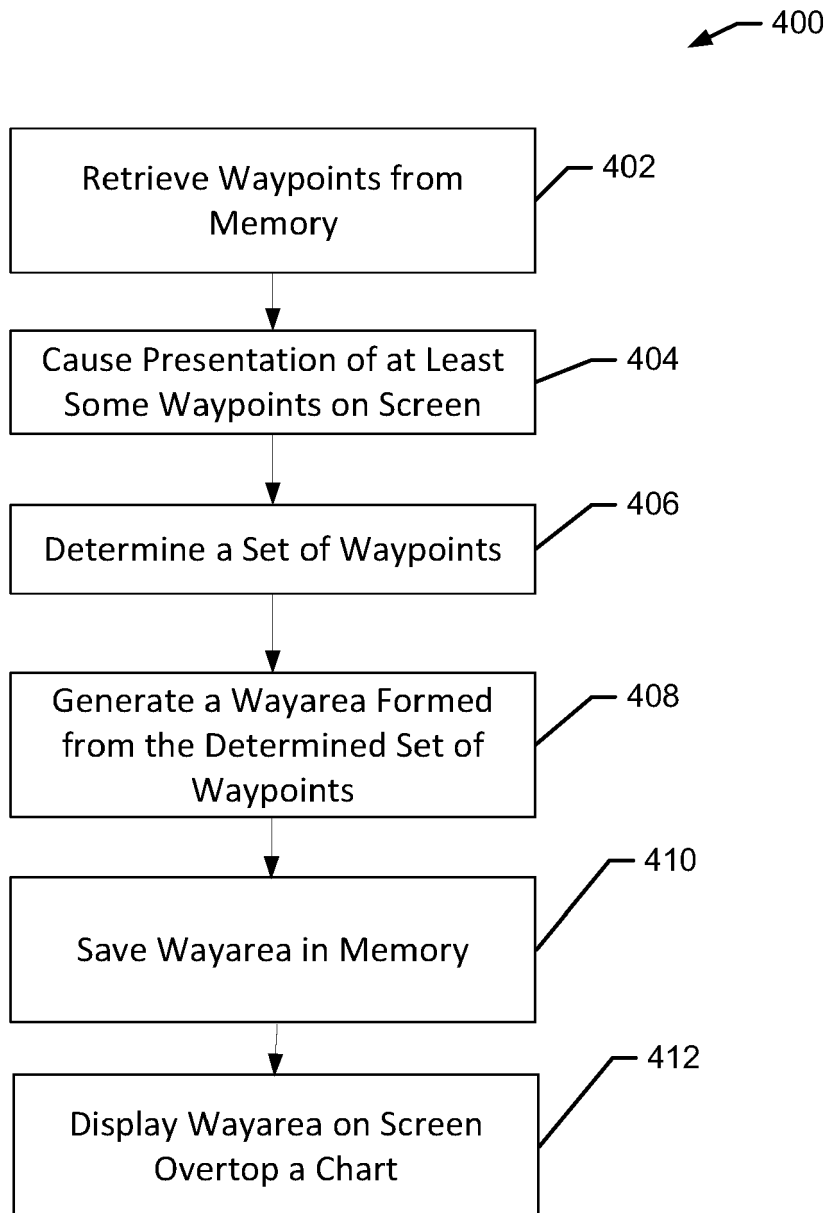 400
Retrieve Waypoints from
Memory
402
Cause Presentation of at Least
Some Waypoints on Screen
404
Determine a Set of Waypoints
406
Generate a Wayarea Formed
from the Determined Set of
Waypoints
408
Save Wayarea in Memory
410
Display Wayarea on Screen
Overtop a Chart
412